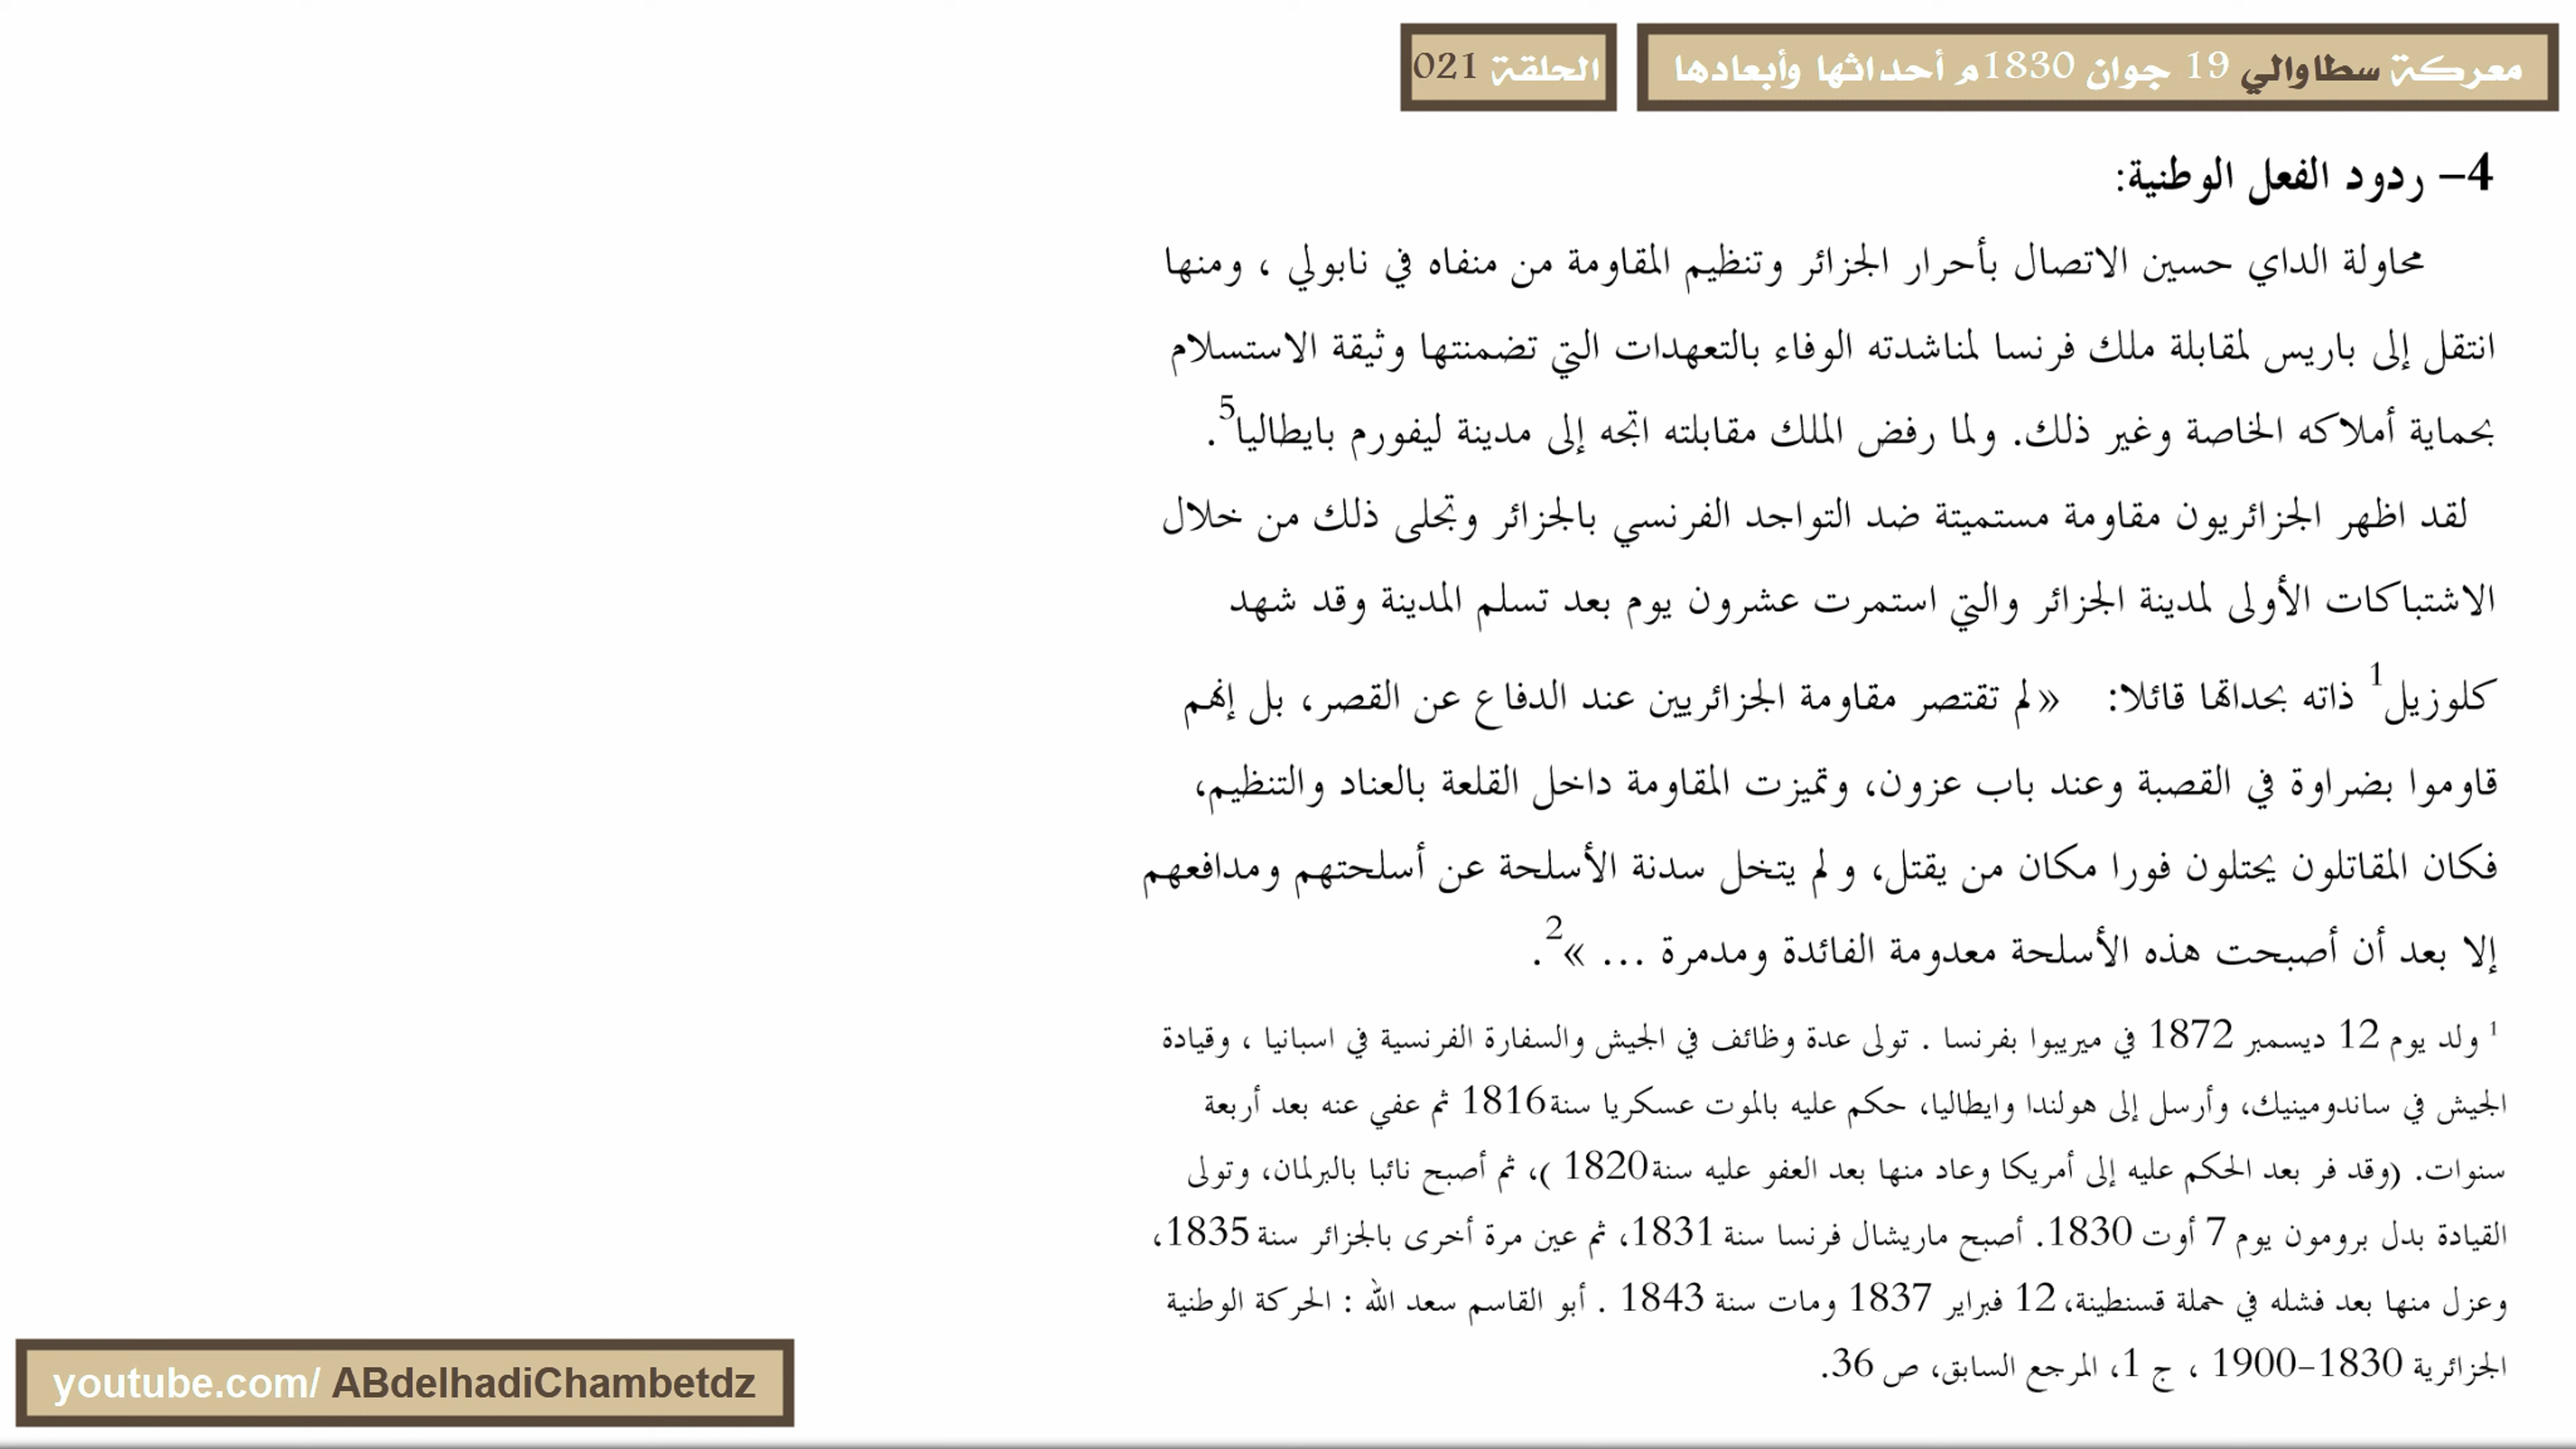 معركة سطاوالي 19 جوان 1830م أحداثها وأبعادها
الحلقة 021
4– ردود الفعل الوطنية:
محاولة الداي حسين الاتصال بأحرار الجزائر وتنظيم المقاومة من منفاه في نابولي ، ومنها
انتقل إلى باريس لمقابلة ملك فرنسا لمناشدته الوفاء بالتعهدات التي تضمنتها وثيقة الاستسلام
بحماية أملاكه الخاصة وغير ذلك. ولما رفض الملك مقابلته اتجه إلى مدينة ليفورم بايطاليا5.
لقد اظهر الجزائريون مقاومة مستميتة ضد التواجد الفرنسي بالجزائر وتجلى ذلك من خلال
الاشتباكات الأولى لمدينة الجزائر والتي استمرت عشرون يوم بعد تسلم المدينة وقد شهد
كلوزيل1 ذاته بحداثها قائلا: «لم تقتصر مقاومة الجزائريين عند الدفاع عن القصر، بل إنهم
قاوموا بضراوة في القصبة وعند باب عزون، وتميزت المقاومة داخل القلعة بالعناد والتنظيم،
فكان المقاتلون يحتلون فورا مكان من يقتل، ولم يتخل سدنة الأسلحة عن أسلحتهم ومدافعهم
إلا بعد أن أصبحت هذه الأسلحة معدومة الفائدة ومدمرة ... »2.
1 ولد يوم 12 ديسمبر 1872 في ميريبوا بفرنسا . تولى عدة وظائف في الجيش والسفارة الفرنسية في اسبانيا ، وقيادة
الجيش في ساندومينيك، وأرسل إلى هولندا وايطاليا، حكم عليه بالموت عسكريا سنة1816 ثم عفي عنه بعد أربعة
سنوات. (وقد فر بعد الحكم عليه إلى أمريكا وعاد منها بعد العفو عليه سنة1820 )، ثم أصبح نائبا بالبرلمان، وتولى
القيادة بدل برومون يوم 7 أوت 1830. أصبح ماريشال فرنسا سنة 1831، ثم عين مرة أخرى بالجزائر سنة 1835،
وعزل منها بعد فشله في حملة قسنطينة، 12 فبراير 1837 ومات سنة 1843 . أبو القاسم سعد الله : الحركة الوطنية
الجزائرية 1830–1900 ، ج 1، المرجع السابق، ص 36.
youtube.com/ ABdelhadiChambetdz